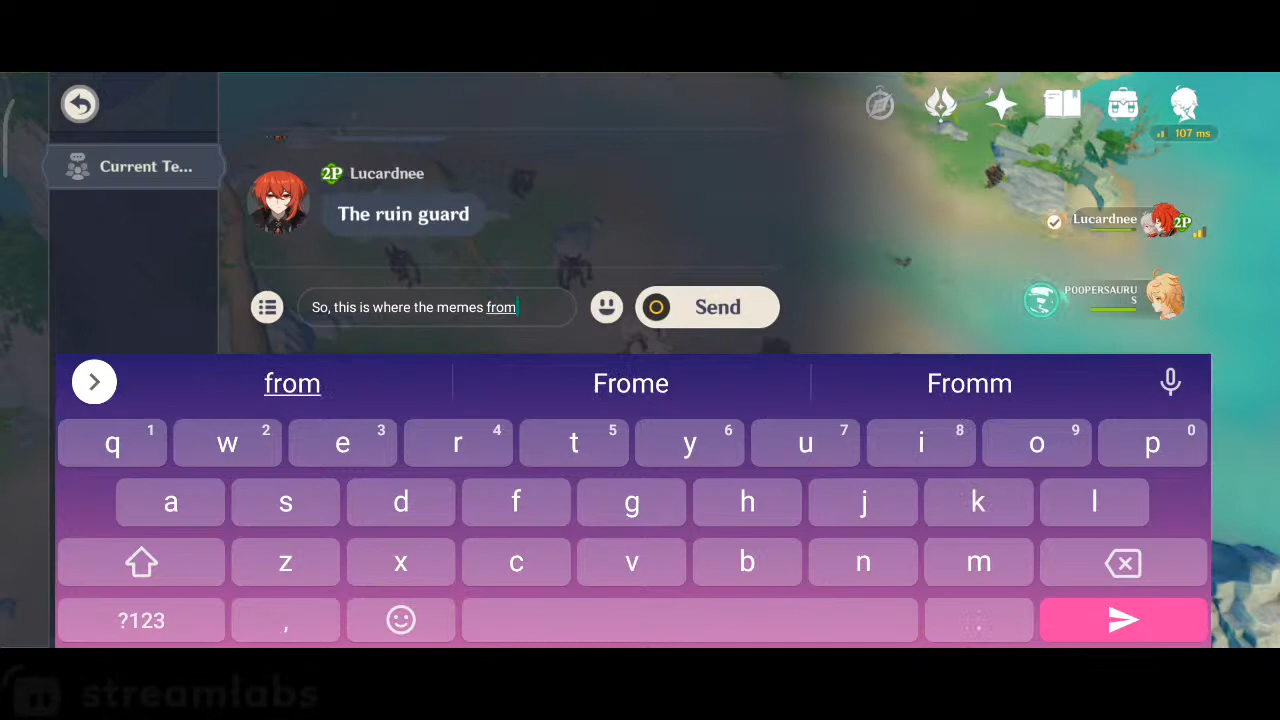 107 ms
Current Te...
2P Lucardnee
The ruin guard
Lucardnee 2P
POOPERSAURU
S
So, this is where the memes from
Send
from Frome Fromm
q 1 w 2 e 3 r 4 t 5 y 6 u 7 i 8 o 9 p 0
a s d f g h j k l
z x c v b n m
?123 , .
streamlabs